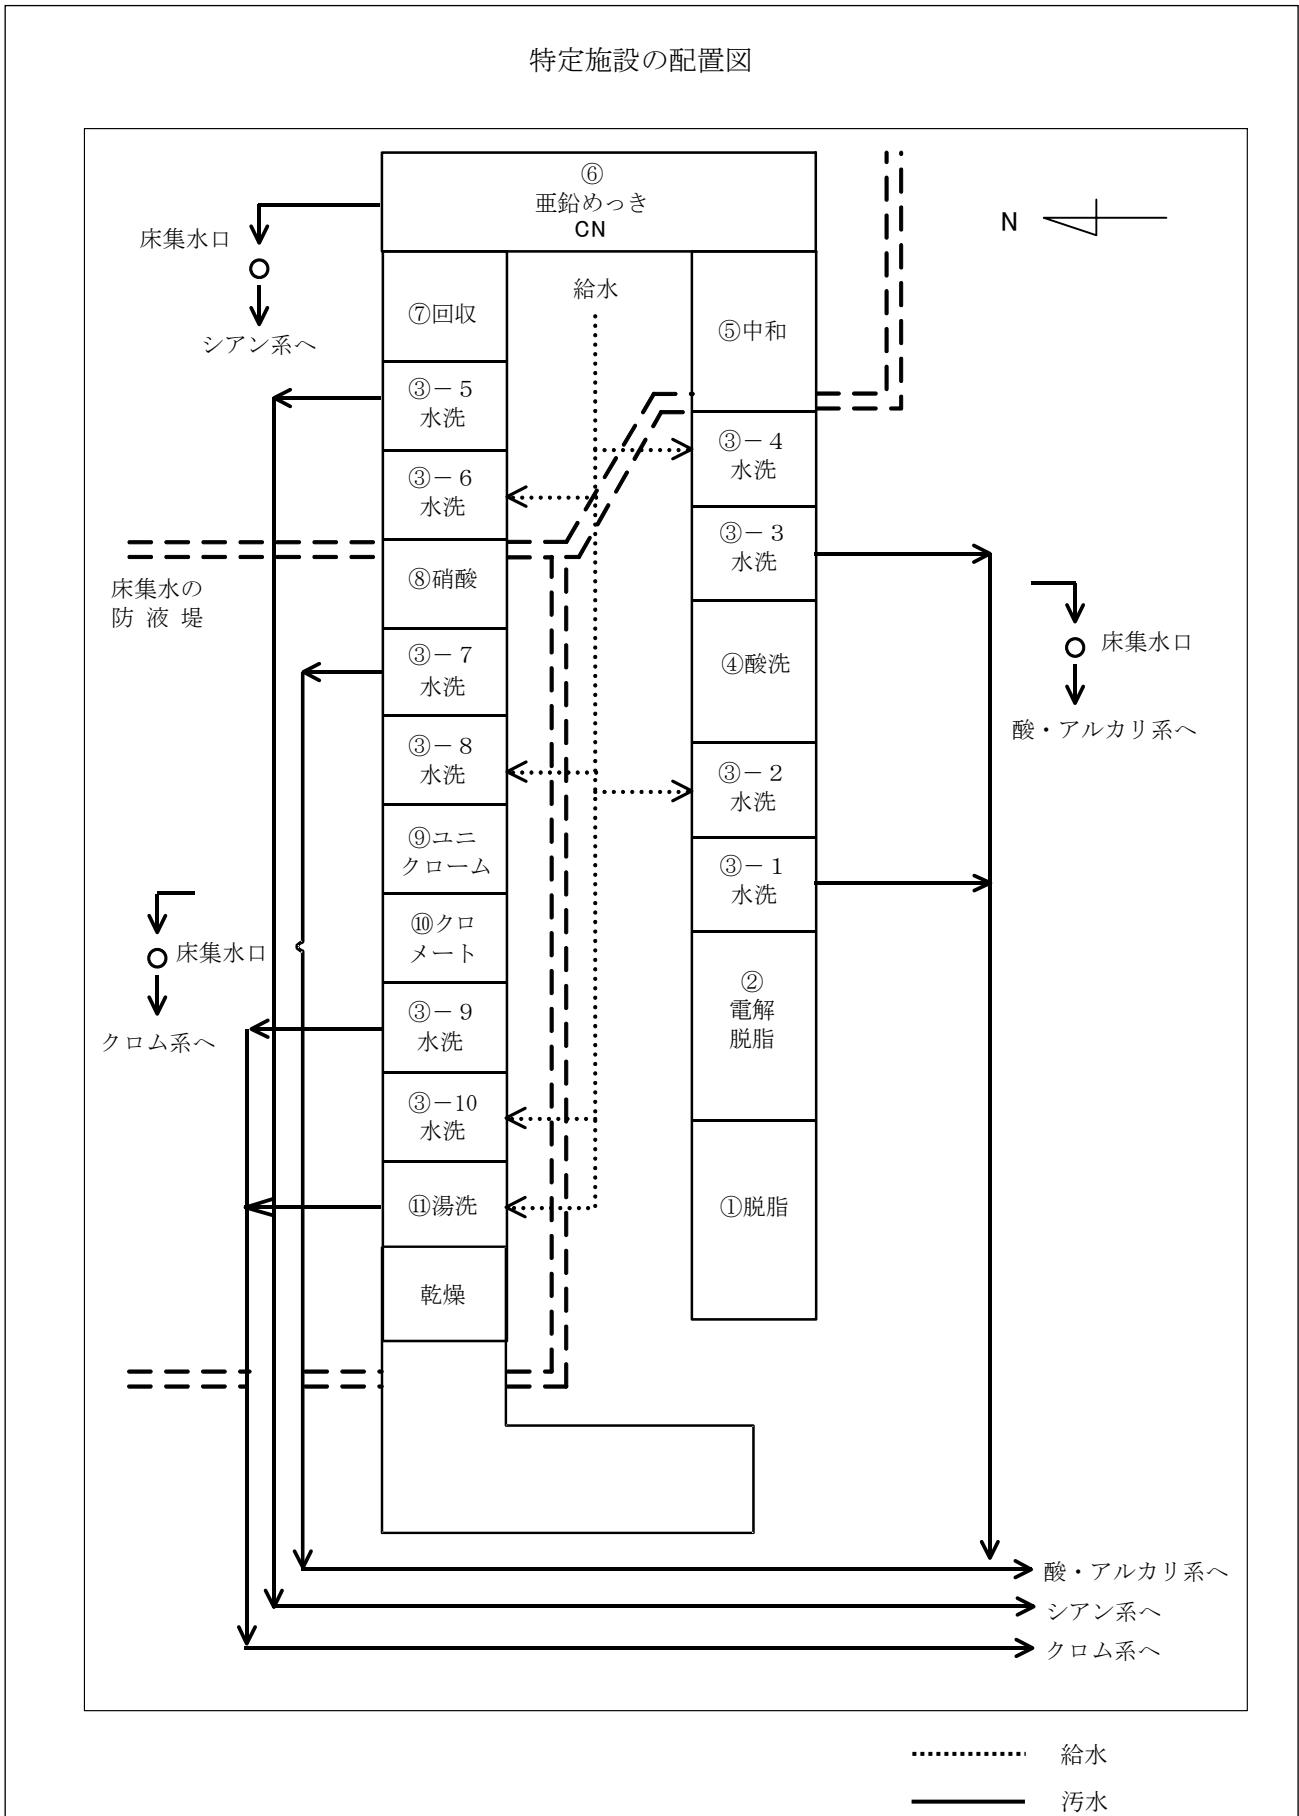 特定施設の配置図
⑥
亜鉛めっき
CN
N
床集水口
シアン系へ
給水
⑦回収
⑤中和
③－５
水洗
③－４
水洗
③－６
水洗
③－３
水洗
床集水の
防 液 堤
⑧硝酸
床集水口
酸・アルカリ系へ
③－７
水洗
④酸洗
③－８
水洗
③－２
水洗
⑨ユニ
クローム
③－１
水洗
⑩クロ
メート
床集水口
クロム系へ
②
電解
脱脂
③－９
水洗
③－10
水洗
⑪湯洗
①脱脂
乾燥
酸・アルカリ系へ
シアン系へ
クロム系へ
給水
汚水